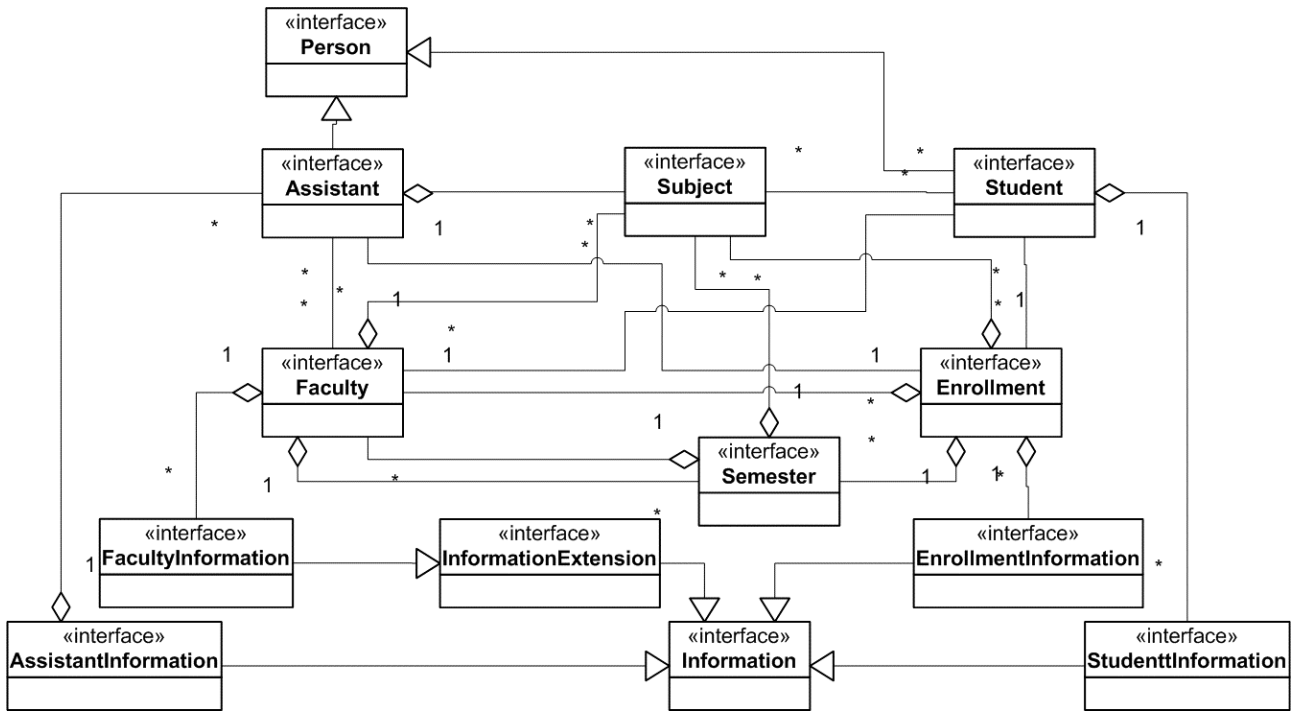 «interface»
Person
«interface»
Assistant
«interface»
Subject
«interface»
Student
*
*
*
*
1
*
*
1
*
*
*
*
*
*
*
1
1
*
1
1
1
«interface»
Faculty
«interface»
Enrollment
1
*
1
*
«interface»
Semester
*
1
*
1
1
*
*
«interface»
FacultyInformation
«interface»
InformationExtension
«interface»
EnrollmentInformation
1
*
«interface»
AssistantInformation
«interface»
Information
«interface»
StudenttInformation